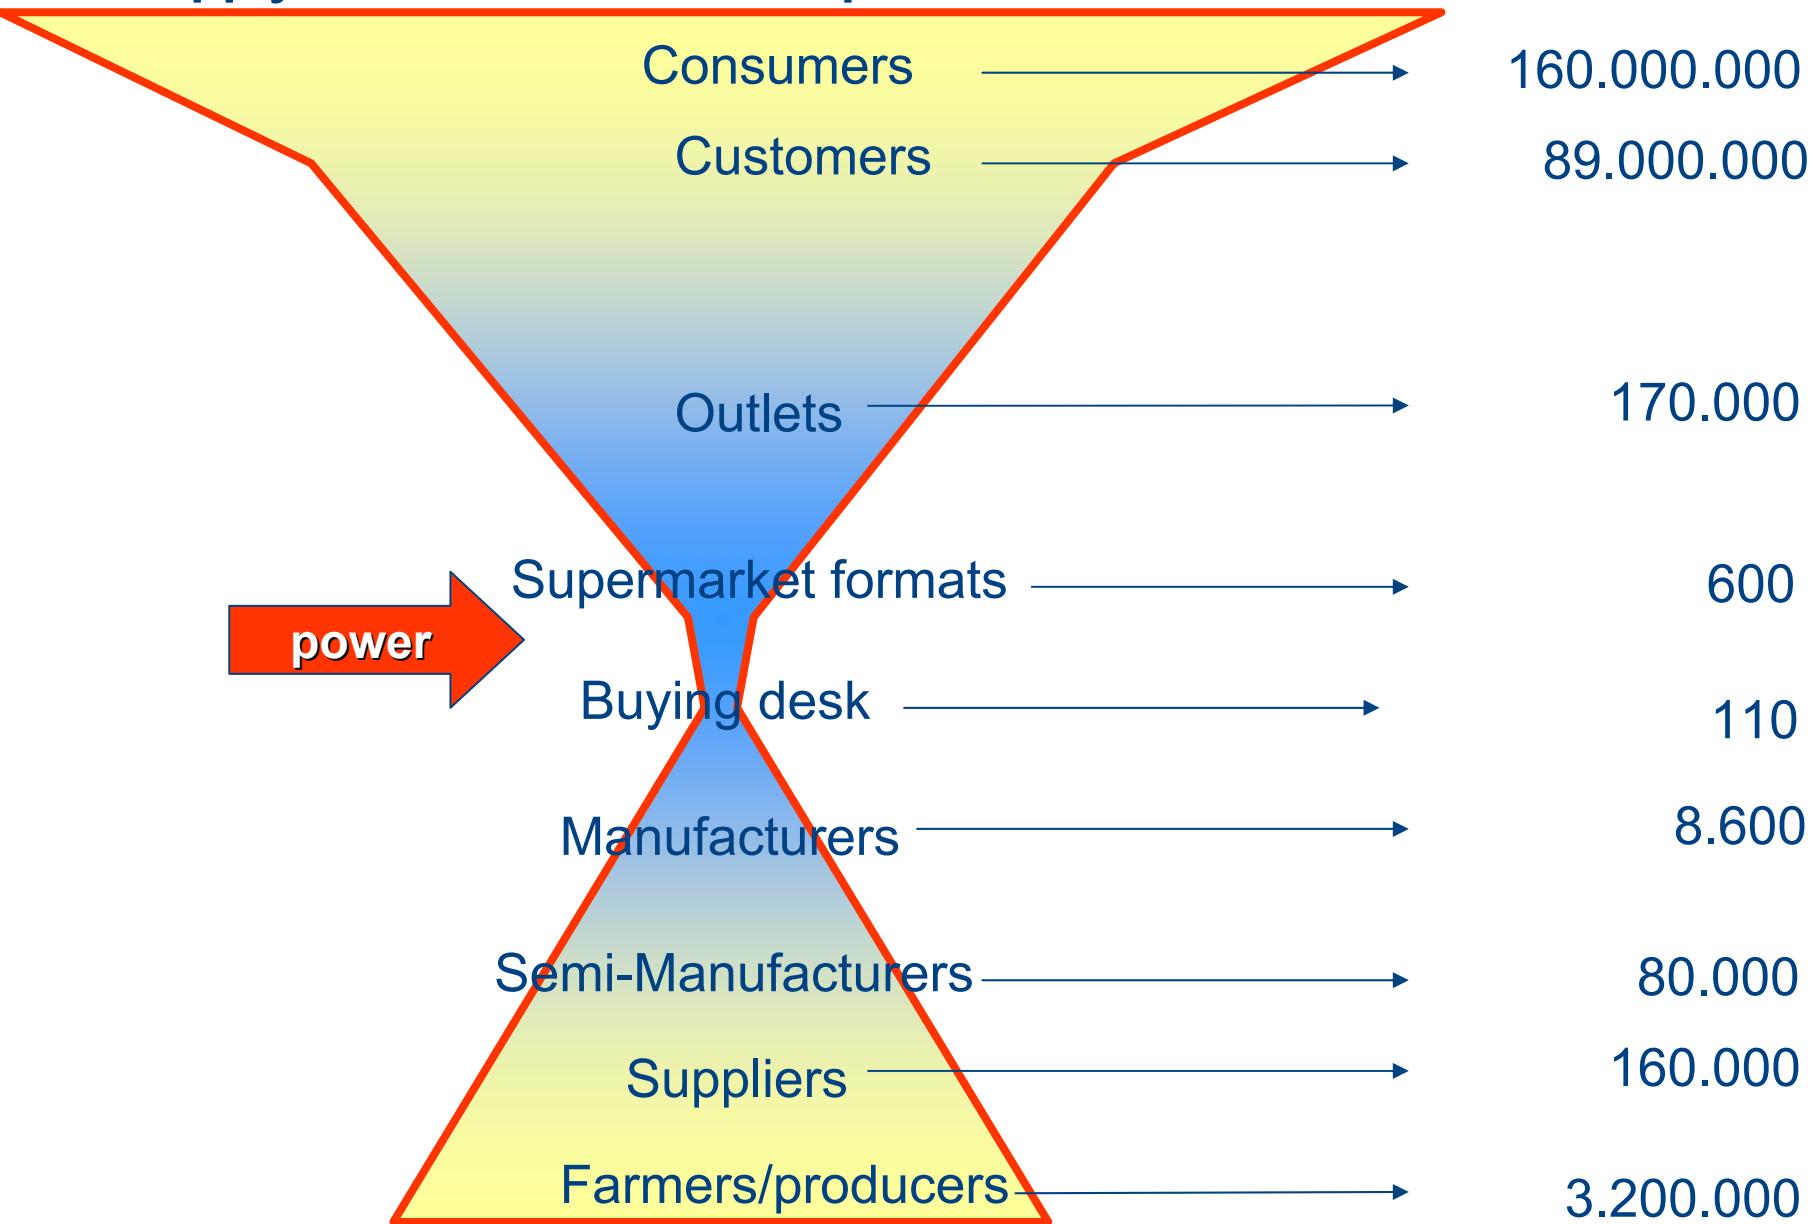 Consumers 160.000.000
Customers 89.000.000
Outlets 170.000
Supermarket formats 600
power
Buying desk 110
Manufacturers 8.600
Semi-Manufacturers 80.000
Suppliers 160.000
Farmers/producers 3.200.000